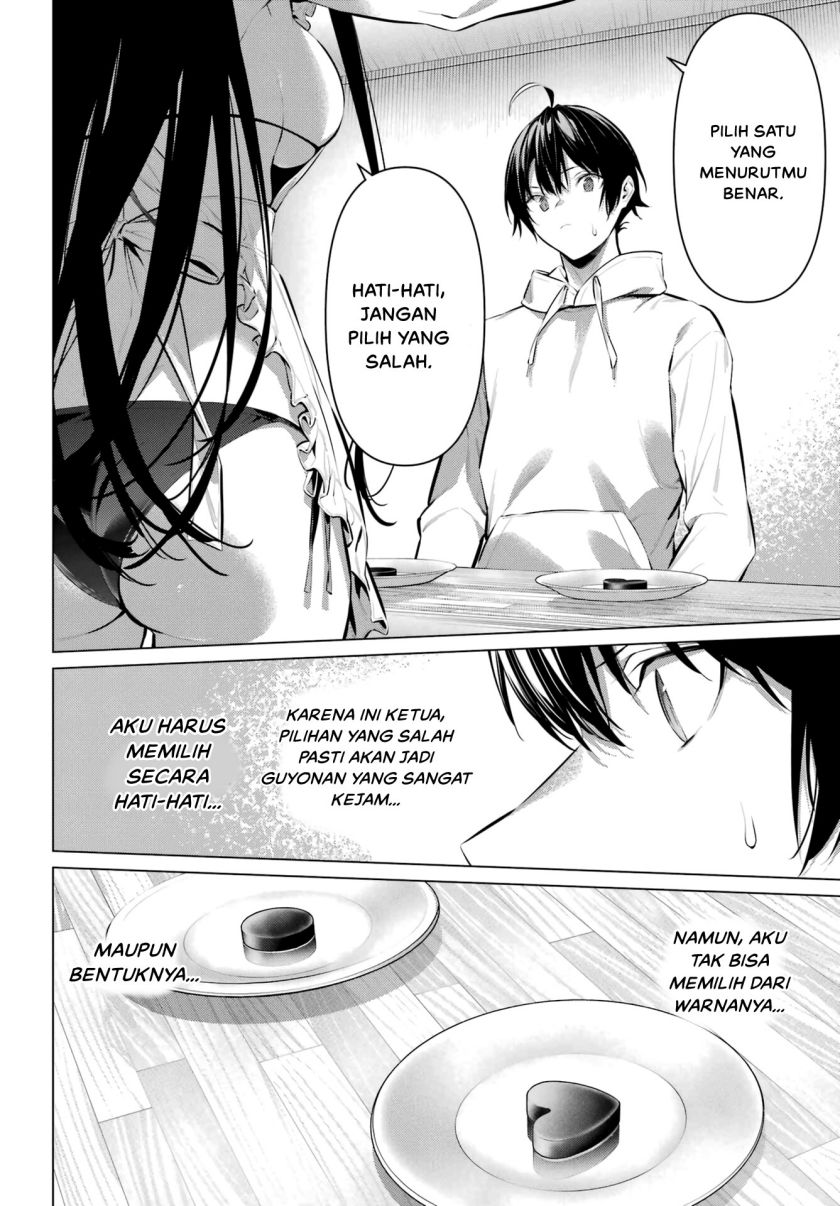 PILIH SATU
YANG
MENURUTMU
BENAR.
HATI-HATI,
JANGAN
PILIH YANG
SALAH.
KARENA INI KETUA,
PILIHAN YANG SALAH
PASTI AKAN JADI
GUYONAN YANG SANGAT
KEJAM...
AKU HARUS
MEMILIH
SECARA
HATI-HATI...
NAMUN, AKU
TAK BISA
MEMILIH DARI
WARNANYA...
MAUPUN
BENTUKNYA...